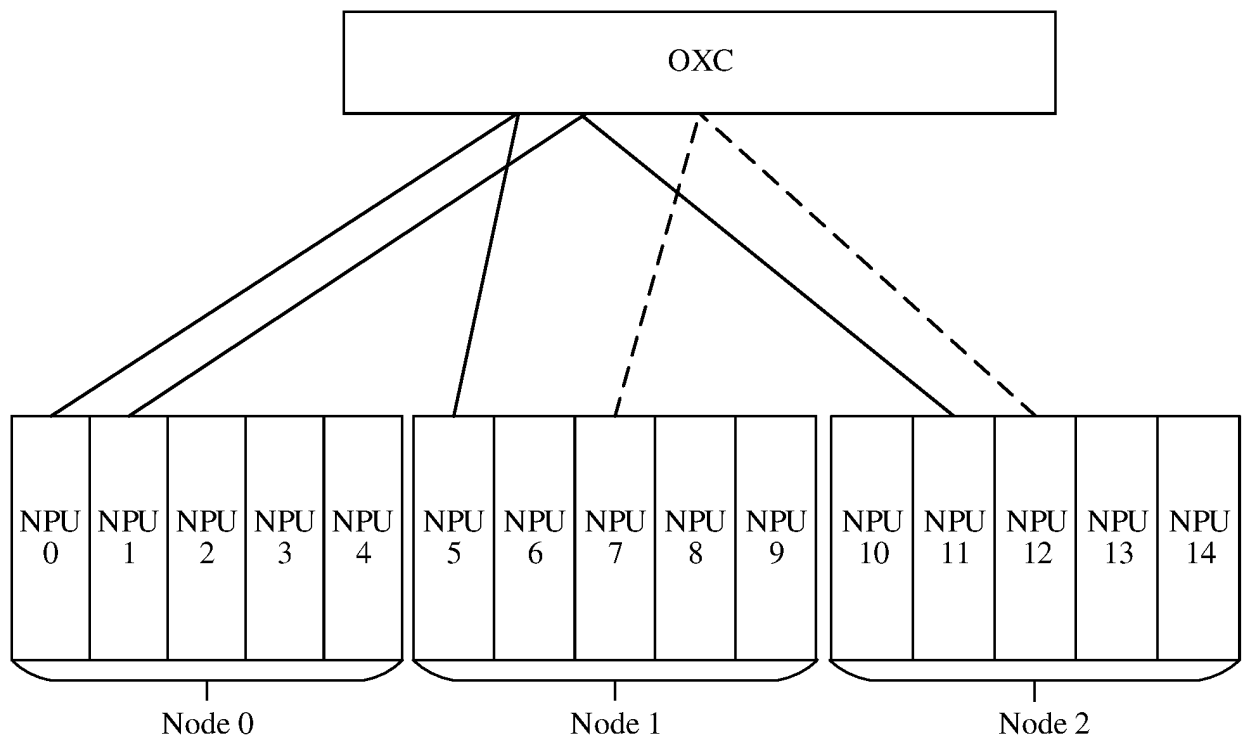 OXC
NPU NPU NPU NPU NPU NPU NPU NPU NPU NPU NPU NPU NPU NPU NPU
0 1 2 3 4 5 6 7 8 9 10 11 12 13 14
Node 0 Node 1 Node 2